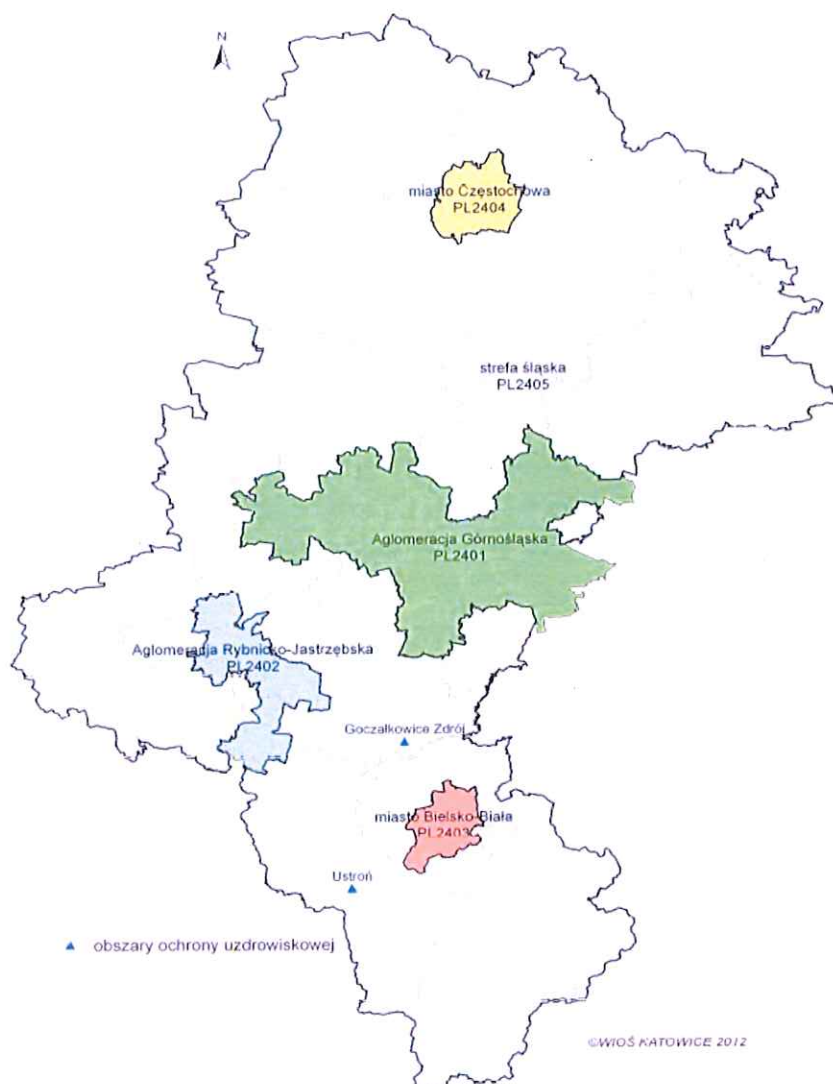 N
miasto Częstochowa
PL2404
strefa śląska
PL2405
Aglomeracja Górnośląska
PL2401
Aglomeracja Rybnicko-Jastrzębska
PL2402
Goczałkowice Zdrój
miasto Bielsko-Biała
PL2403
Ustroń
obszary ochrony uzdrowiskowej
©WIOŚ KATOWICE 2012